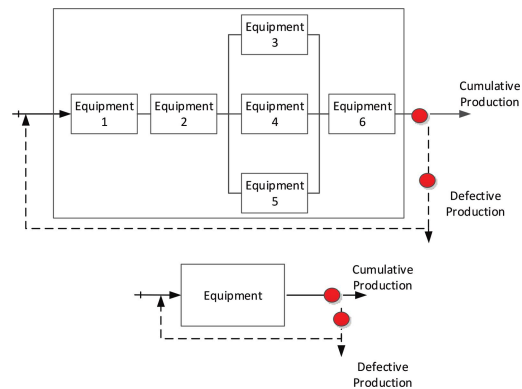 Equipment
3
Cumulative
Production
Equipment
1
Equipment
2
Equipment
4
Equipment
6
Equipment
5
Defective
Production
Equipment
Cumulative
Production
Defective
Production